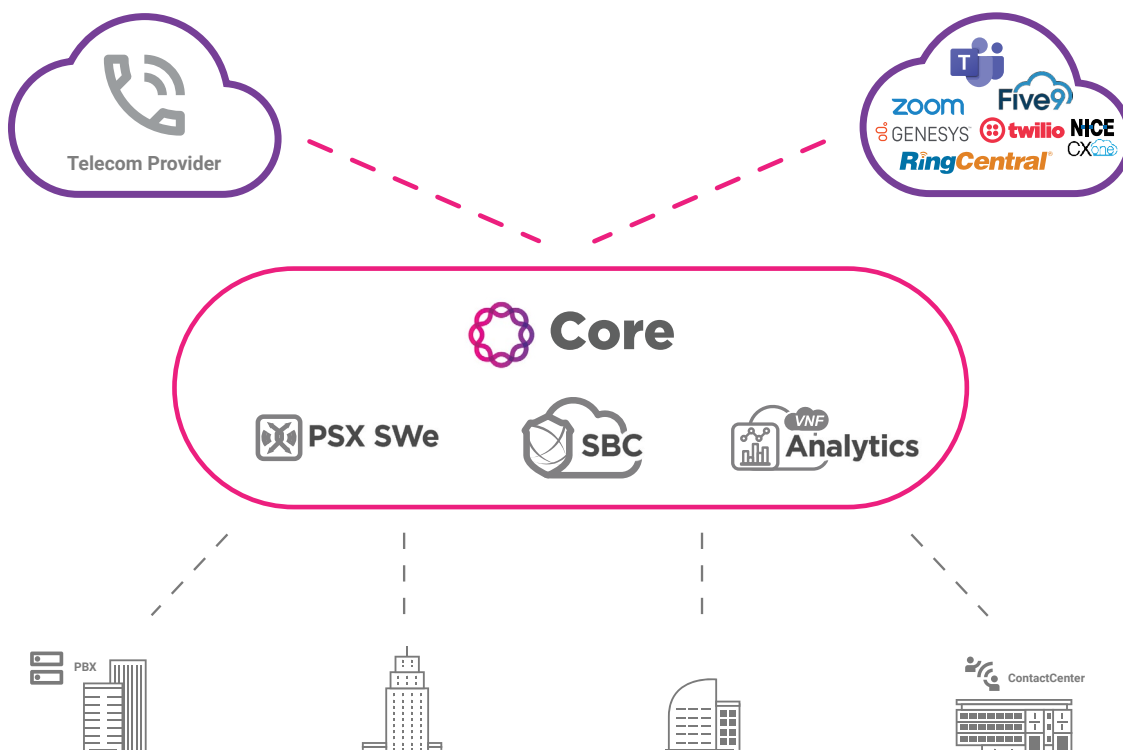 Telecom Provider
T
zoom
Five9
GENESYS
twilio
NICE
CXone
RingCentral
Core
PSX SWe
SBC
VNF
Analytics
PBX
ContactCenter